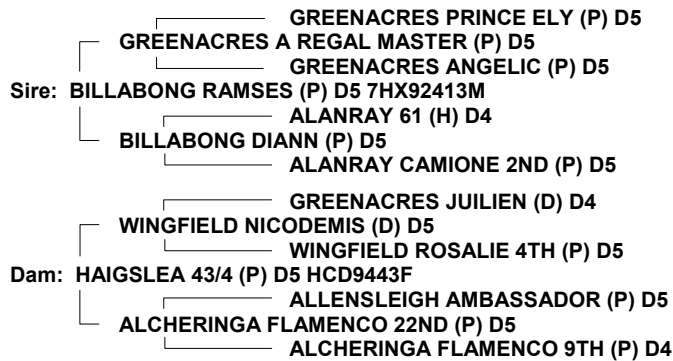 GREENACRES PRINCE ELY (P) D5
GREENACRES A REGAL MASTER (P) D5
GREENACRES ANGELIC (P) D5
Sire: BILLABONG RAMSES (P) D5 7HX92413M
ALANRAY 61 (H) D4
BILLABONG DIANN (P) D5
ALANRAY CAMIONE 2ND (P) D5
GREENACRES JUILIEN (D) D4
WINGFIELD NICODEMIS (D) D5
WINGFIELD ROSALIE 4TH (P) D5
Dam: HAIGSLEA 43/4 (P) D5 HCD9443F
ALLENSLEIGH AMBASSADOR (P) D5
ALCHERINGA FLAMENCO 22ND (P) D5
ALCHERINGA FLAMENCO 9TH (P) D4